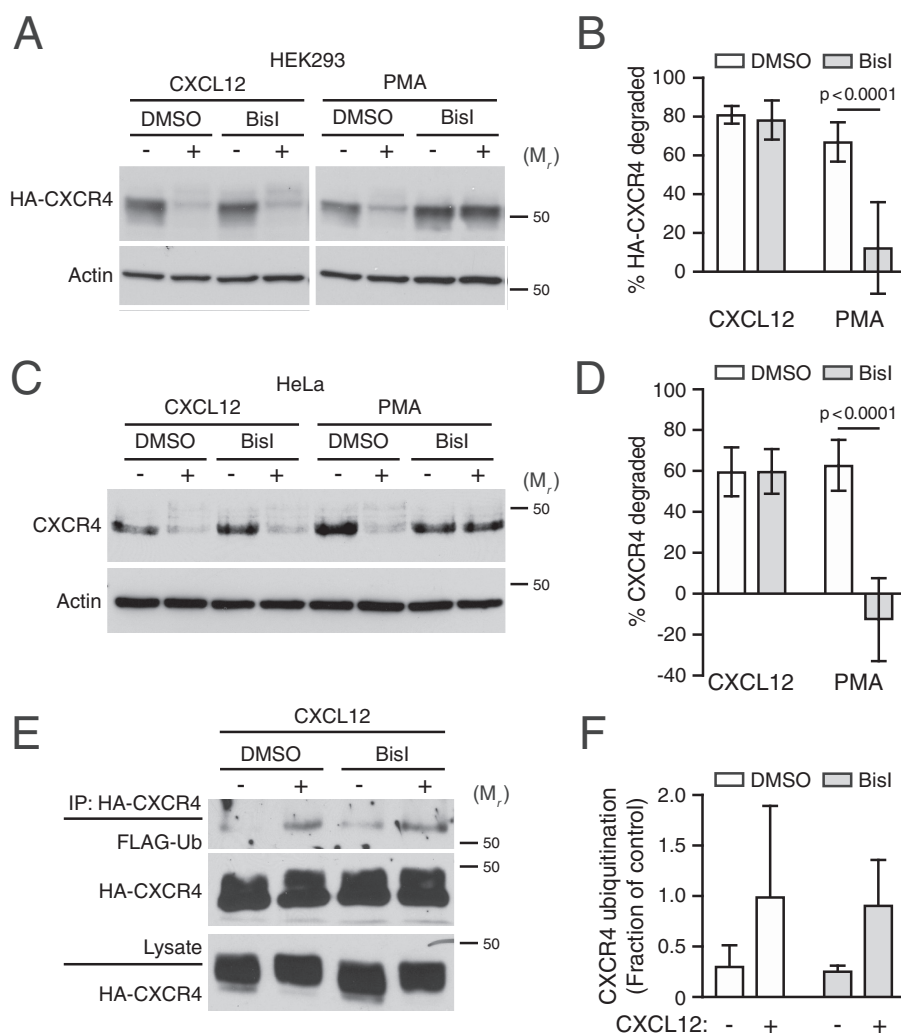 A
HEK293
CXCL12 PMA
DMSO BisI DMSO BisI
- + - + - + - + (Mr)
HA-CXCR4
50
Actin
50
B
DMSO BisI
p<0.0001
% HA-CXCR4 degraded
100
80
60
40
20
0
20
CXCL12 PMA
C
HeLa
CXCL12 PMA
DMSO BisI DMSO BisI
- + - + - + - + (Mr)
50
CXCR4
50
Actin
D
DMSO BisI
p<0.0001
% CXCR4 degraded
100
80
60
40
20
0
-20
-40
CXCL12 PMA
E
CXCL12
DMSO BisI
- + - + (Mr)
IP: HA-CXCR4
FLAG-Ub
50
50
HA-CXCR4
Lysate
50
HA-CXCR4
F
DMSO BisI
CXCR4 ubiquitination
(Fraction of control)
2.0
1.5
1.0
0.5
0
CXCL12: - + - +